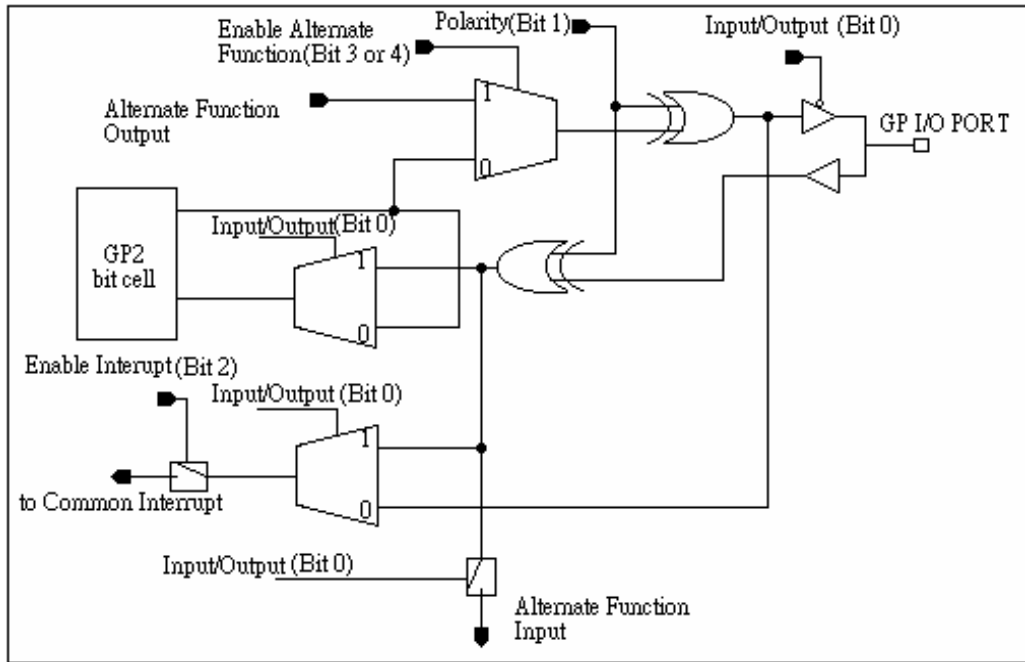 Polarity(Bit 1)
Input/Output (Bit 0)
Enable Alternate
Function(Bit 3 or 4)
Alternate Function
Output
1
0
GP I/O PORT
Input/Output(Bit 0)
GP2
bit cell
1
0
Enable Interupt(Bit 2)
Input/Output (Bit 0)
1
0
to Common Interrupt
Input/Output (Bit 0)
Alternate Function
Input